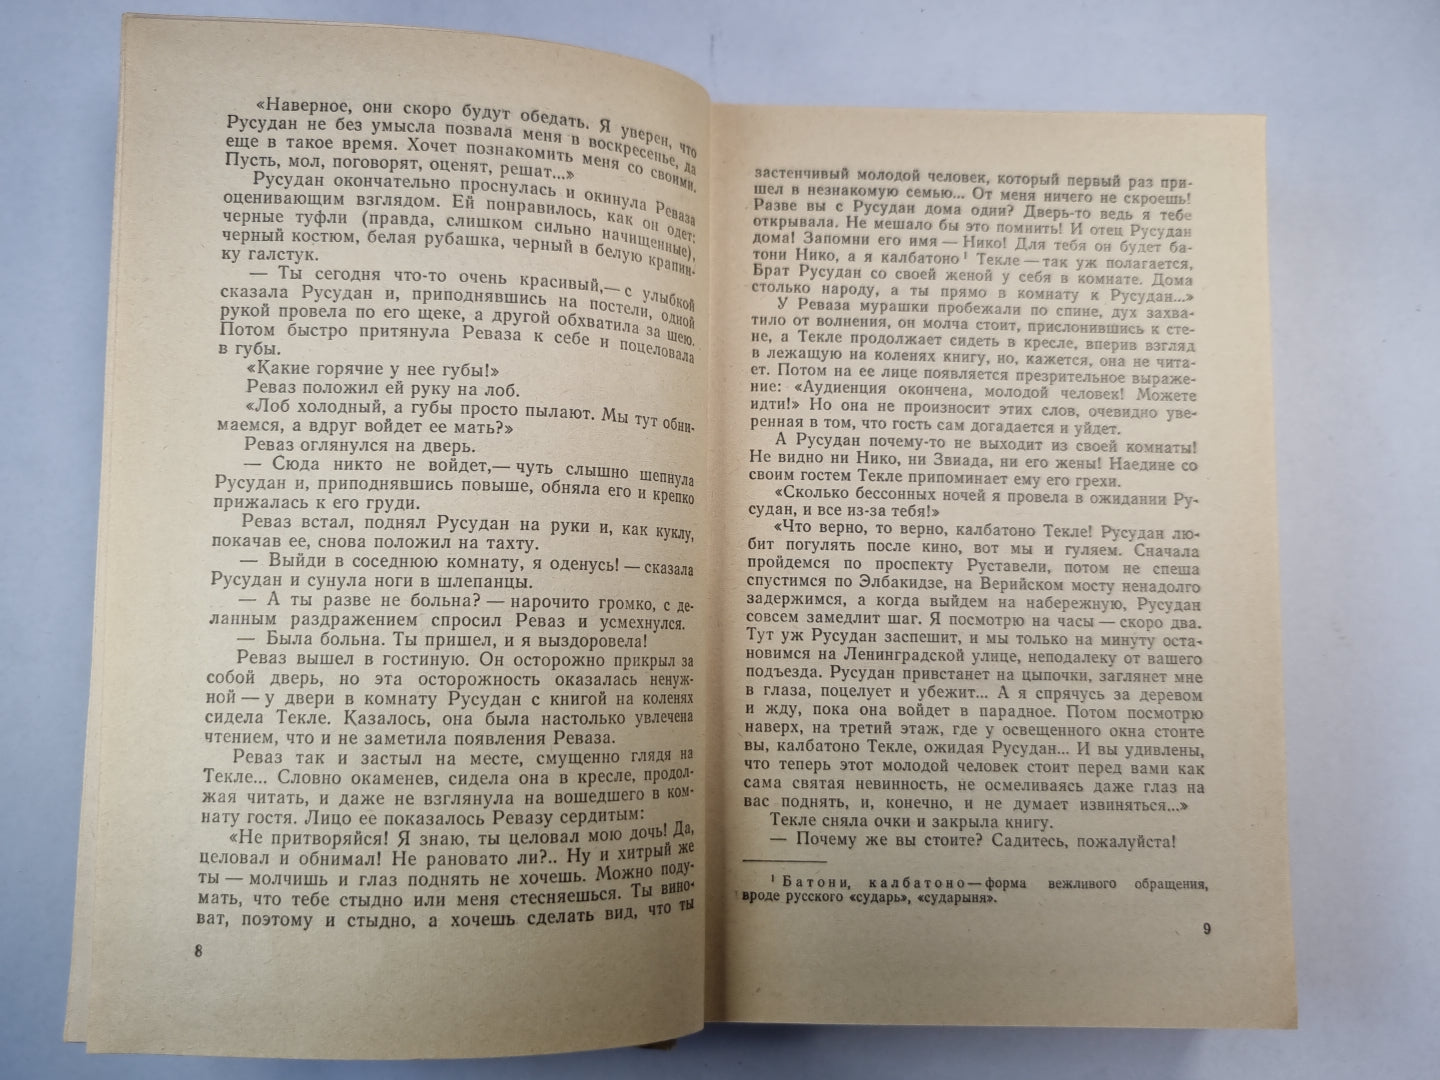 «Наверное, они скоро будут обедать. Я уверен, что
Русудан не без умысла позвала меня в воскресенье, да
еще в такое время. Хочет познакомить меня со своими.
Пусть, мол, поговорят, оценят, решат...»
Русудан окончательно проснулась и окинула Реваза
оценивающим взглядом. Ей понравилось, как он одет:
черные туфли (правда, слишком сильно начищенные),
черный костюм, белая рубашка, черный в белую крапин-
ку галстук.
— Ты сегодня что-то очень красивый,— с улыбкой
сказала Русудан и, приподнявшись на постели, одной
рукой провела по его щеке, а другой обхватила за шею.
Потом быстро притянула Реваза к себе и поцеловала
в губы.
«Какие горячие у нее губы!»
Реваз положил ей руку на лоб.
«Лоб холодный, а губы просто пылают. Мы тут обни-
маемся, а вдруг войдет ее мать?»
Реваз оглянулся на дверь.
— Сюда никто не войдет,— чуть слышно шепнула
Русудан и, приподнявшись повыше, обняла его и крепко
прижалась к его груди.
Реваз встал, поднял Русудан на руки и, как куклу,
покачав ее, снова положил на тахту.
— Выйди в соседнюю комнату, я оденусь! — сказала
Русудан и сунула ноги в шлепанцы.
— А ты разве не больна? — нарочито громко, с де-
ланным раздражением спросил Реваз и усмехнулся.
— Была больна. Ты пришел, и я выздоровела!
Реваз вышел в гостиную. Он осторожно прикрыл за
собой дверь, но эта осторожность оказалась ненуж-
ной — у двери в комнату Русудан с книгой на коленях
сидела Текле. Казалось, она была настолько увлечена
чтением, что и не заметила появления Реваза.
Реваз так и застыл на месте, смущенно глядя на
Текле... Словно окаменев, сидела она в кресле, продол-
жая читать, и даже не взглянула на вошедшего в ком-
нату гостя. Лицо ее показалось Ревазу сердитым:
«Не притворяйся! Я знаю, ты целовал мою дочь! Да,
целовал и обнимал! Не рановато ли?.. Ну и хитрый же
ты — молчишь и глаз поднять не хочешь. Можно поду-
мать, что тебе стыдно или меня стесняешься. Ты вино-
ват, поэтому и стыдно, а хочешь сделать вид, что ты
8
застенчивый молодой человек, который первый раз при-
шел в незнакомую семью... От меня ничего не скроешь!
Разве вы с Русудан дома одни? Дверь-то ведь я тебе
открывала. Не мешало бы это помнить! И отец Русудан
дома! Запомни его имя — Нико! Для тебя он будет ба-
тони Нико, а я калбатоно¹ Текле — так уж полагается,
Брат Русудан со своей женой у себя в комнате. Дома
столько народу, а ты прямо в комнату к Русудан...»
У Реваза мурашки пробежали по спине, дух захва-
тило от волнения, он молча стоит, прислонившись к сте-
не, а Текле продолжает сидеть в кресле, вперив взгляд
в лежащую на коленях книгу, но, кажется, она не чита-
ет. Потом на ее лице появляется презрительное выраже-
ние: «Аудиенция окончена, молодой человек! Можете
идти!» Но она не произносит этих слов, очевидно уве-
ренная в том, что гость сам догадается и уйдет.
А Русудан почему-то не выходит из своей комнаты!
Не видно ни Нико, ни Звиада, ни его жены! Наедине со
своим гостем Текле припоминает ему его грехи.
«Сколько бессонных ночей я провела в ожидании Ру-
судан, и все из-за тебя!»
«Что верно, то верно, калбатоно Текле! Русудан лю-
бит погулять после кино, вот мы и гуляем. Сначала
пройдемся по проспекту Руставели, потом не спеша
спустимся по Элбакидзе, на Верийском мосту ненадолго
задержимся, а когда выйдем на набережную, Русудан
совсем замедлит шаг. Я посмотрю на часы — скоро два.
Тут уж Русудан заспешит, и мы только на минуту оста-
новимся на Ленинградской улице, неподалеку от вашего
подъезда. Русудан привстанет на цыпочки, заглянет мне
в глаза, поцелует и убежит... А я спрячусь за деревом
и жду, пока она войдет в парадное. Потом посмотрю
наверх, на третий этаж, где у освещенного окна стоите
вы, калбатоно Текле, ожидая Русудан... И вы удивлены,
что теперь этот молодой человек стоит перед вами как
сама святая невинность, не осмеливаясь даже глаз на
вас поднять, и, конечно, и не думает извиняться...»
Текле сняла очки и закрыла книгу.
— Почему же вы стоите? Садитесь, пожалуйста!
¹ Батони, калбатоно — форма вежливого обращения,
вроде русского «сударь», «сударыня».
9